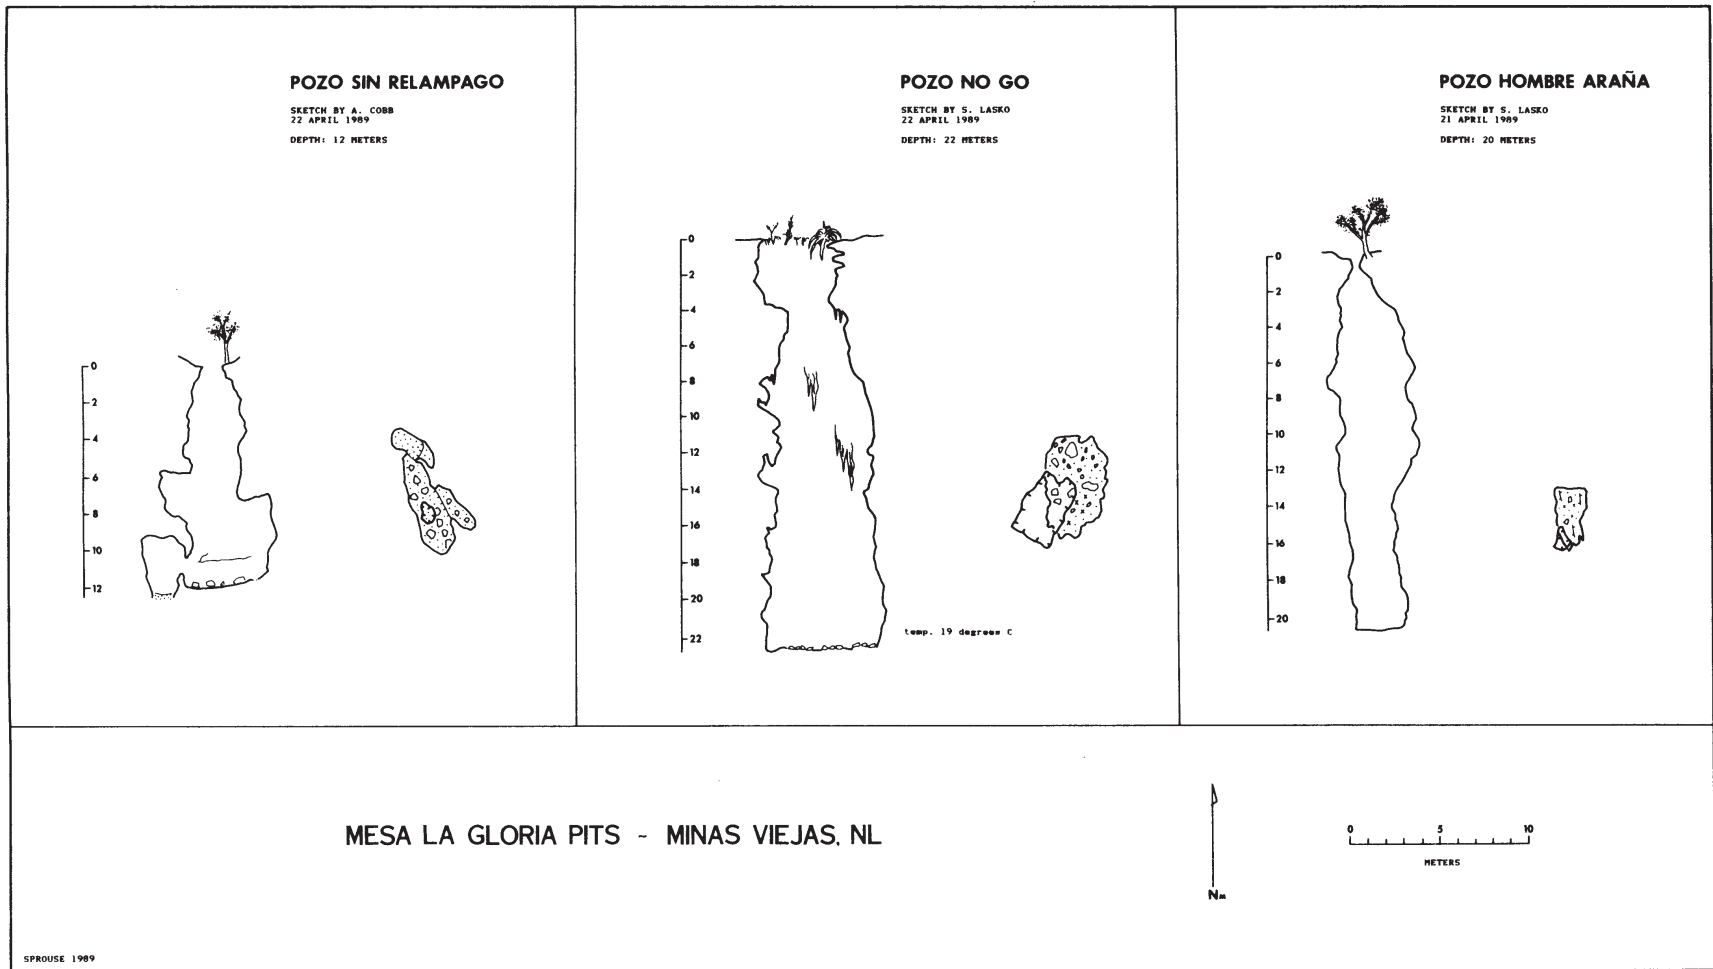 POZO SIN RELAMPAGO
SKETCH BY A. COBB
22 APRIL 1989
DEPTH: 12 METERS
0
2
4
6
8
10
12
POZO NO GO
SKETCH BY S. LASKO
22 APRIL 1989
DEPTH: 22 METERS
0
2
4
6
8
10
12
14
16
18
20
22
temp. 19 degrees C
POZO HOMBRE ARAÑA
SKETCH BY S. LASKO
21 APRIL 1989
DEPTH: 20 METERS
0
2
4
6
8
10
12
14
16
18
20
MESA LA GLORIA PITS - MINAS VIEJAS, NL
Nm
0 5 10
METERS
SPROUSE 1989